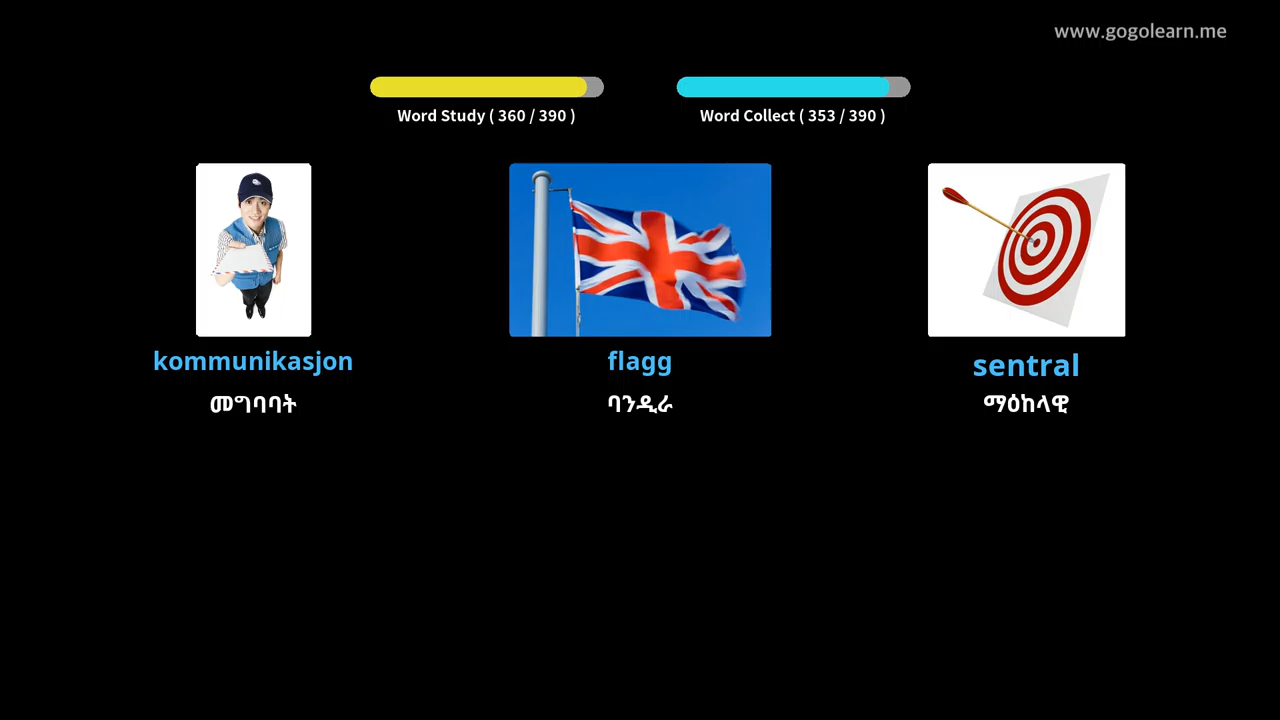 www.gogolearn.me
Word Study ( 360 / 390 )
Word Collect ( 353 / 390 )
kommunikasjon
flagg
sentral
መግባባት
ባንዲራ
ማዕከላዊ